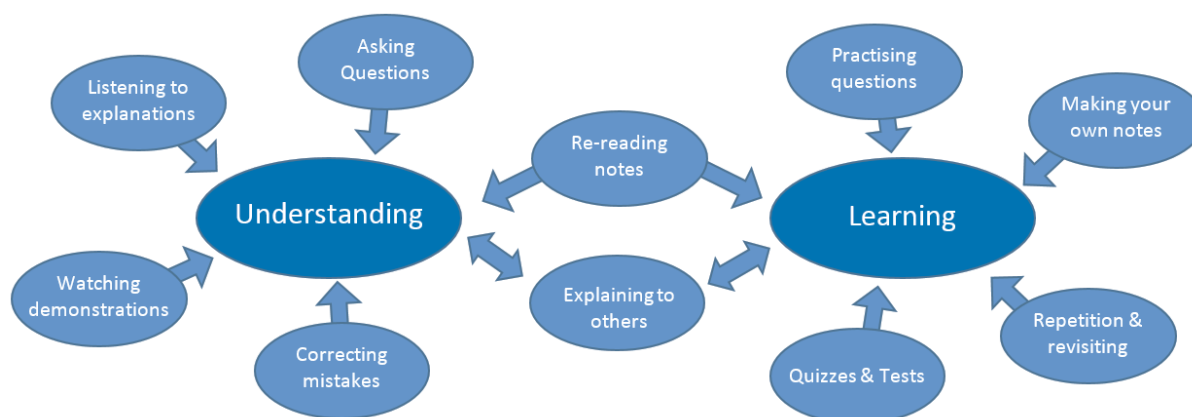 Asking
Questions
Practising
questions
Listening to
explanations
Making your
own notes
Re-reading
notes
Understanding
Learning
Watching
demonstrations
Explaining to
others
Repetition &
revisiting
Correcting
mistakes
Quizzes & Tests